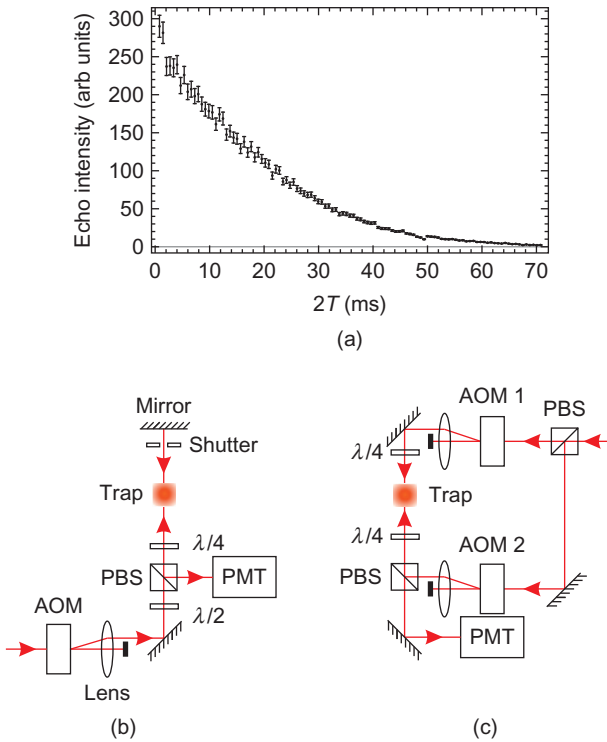 Echo intensity (arb units)
300
250
200
150
100
50
0
0 10 20 30 40 50 60 70
2T (ms)
(a)
Mirror
Shutter
Trap
λ/4
PBS
PMT
λ/2
AOM
Lens
(b)
AOM 1
PBS
λ/4
Trap
λ/4
AOM 2
PBS
PMT
(c)